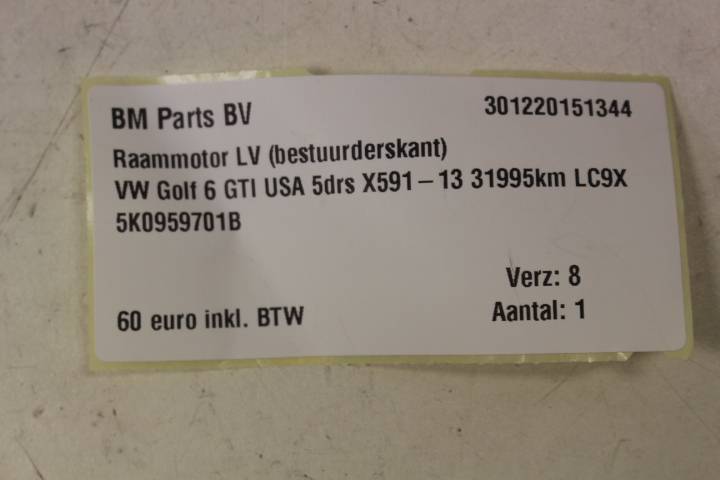 BM Parts BV 301220151344
Raammotor LV (bestuurderskant)
VW Golf 6 GTI USA 5drs X591 – 13 31995km LC9X
5K0959701B
Verz: 8
60 euro inkl. BTW Aantal: 1